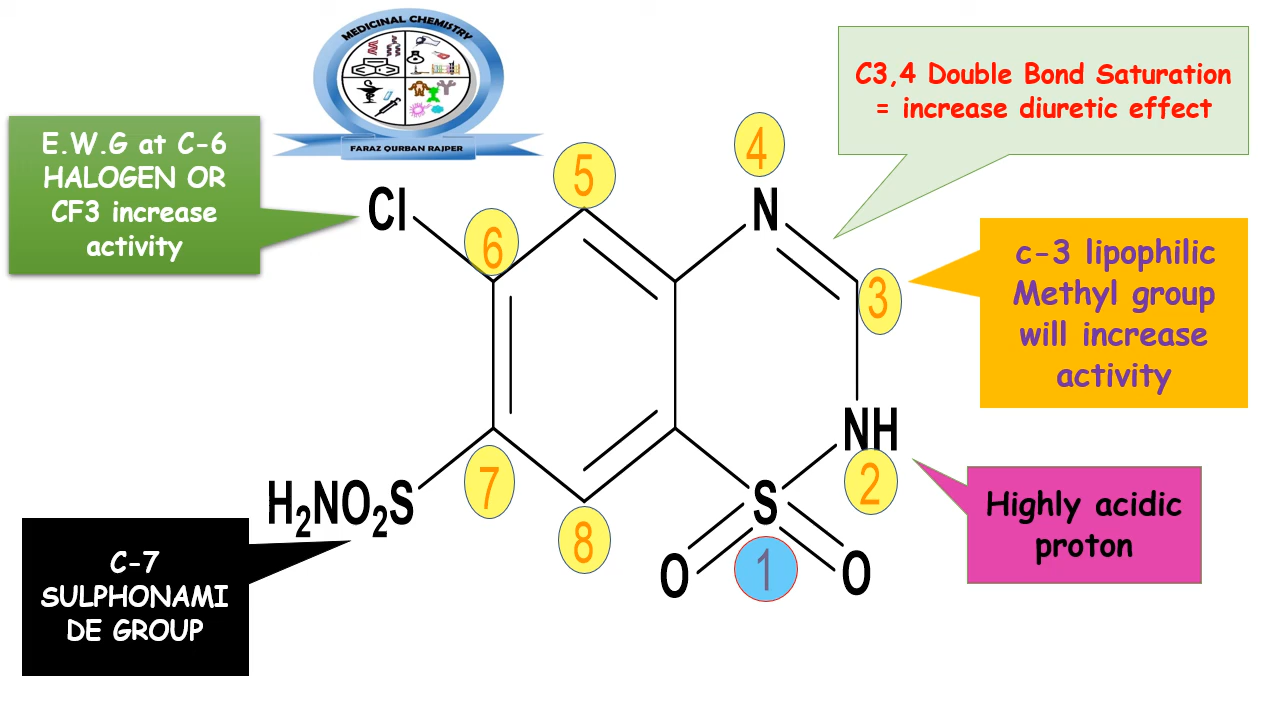 MEDICINAL CHEMISTRY
FARAZ QURBAN RAJPER
C3,4 Double Bond Saturation
= increase diuretic effect
E.W.G at C-6
HALOGEN OR
CF3 increase
activity
4
5
Cl
N
6
c-3 lipophilic
Methyl group
will increase
activity
3
NH
2
7
H₂NO₂S
S
8
O
1
O
Highly acidic
proton
C-7
SULPHONAMI
DE GROUP